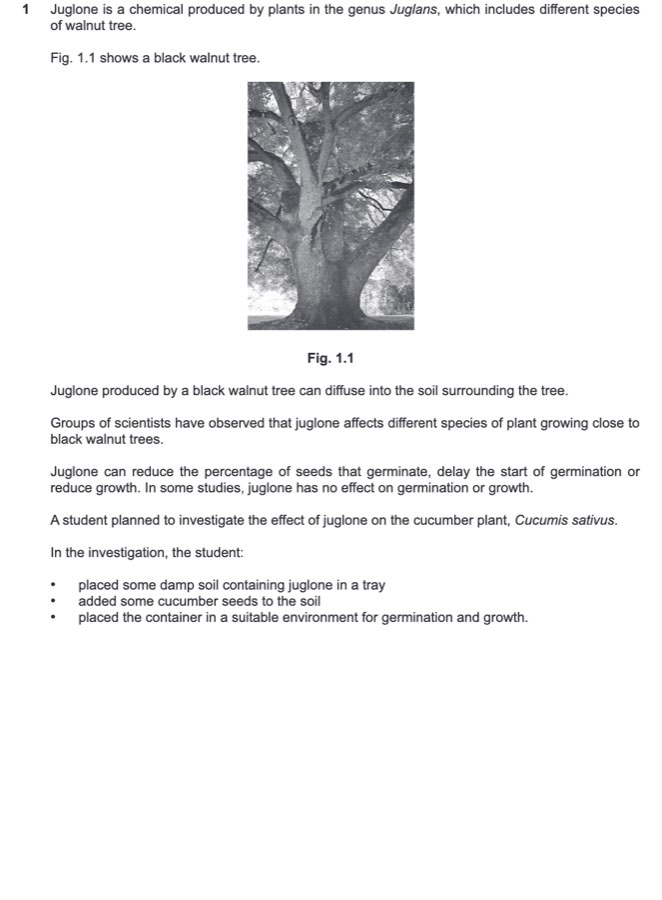 1 Juglone is a chemical produced by plants in the genus Juglans, which includes different species
of walnut tree.
Fig. 1.1 shows a black walnut tree.
Fig. 1.1
Juglone produced by a black walnut tree can diffuse into the soil surrounding the tree.
Groups of scientists have observed that juglone affects different species of plant growing close to
black walnut trees.
Juglone can reduce the percentage of seeds that germinate, delay the start of germination or
reduce growth. In some studies, juglone has no effect on germination or growth.
A student planned to investigate the effect of juglone on the cucumber plant, Cucumis sativus.
In the investigation, the student:
• placed some damp soil containing juglone in a tray
• added some cucumber seeds to the soil
• placed the container in a suitable environment for germination and growth.